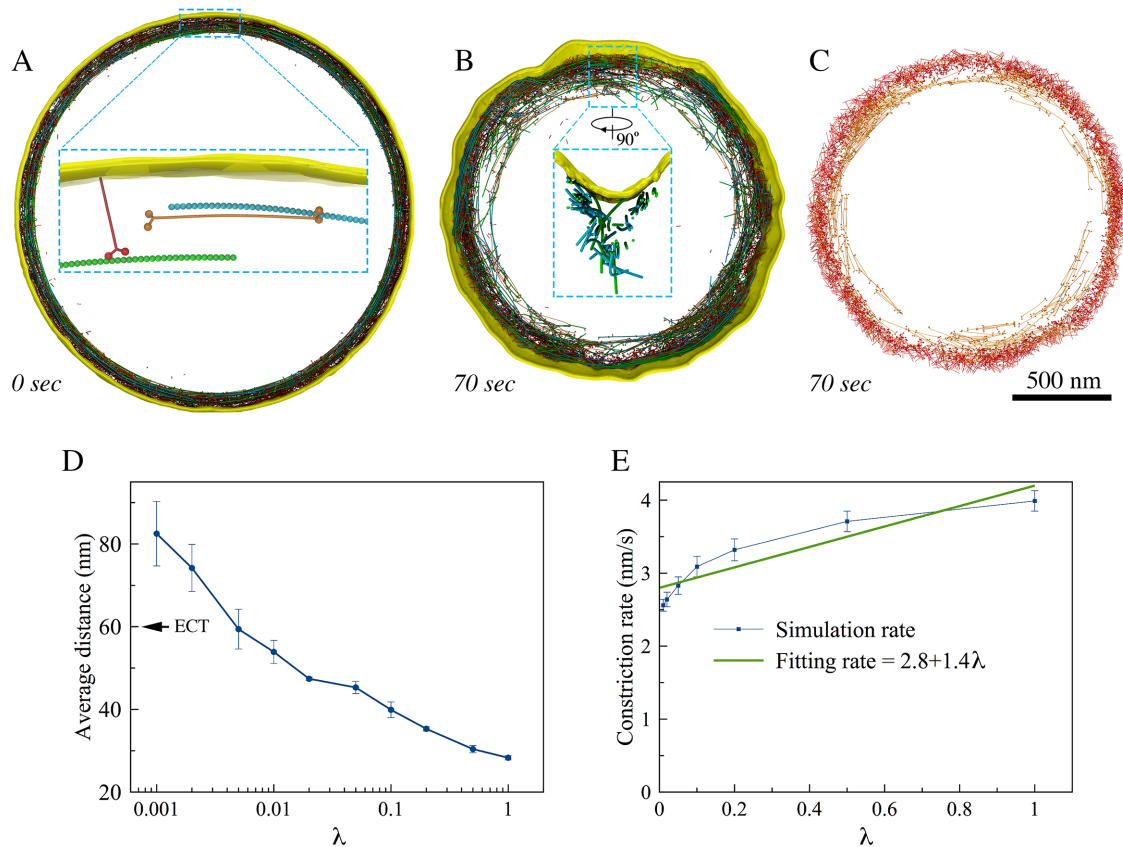 A
B
C
90°
0 sec
70 sec
70 sec
500 nm
D
Average distance (nm)
80
60
40
20
ECT
0.001
0.01
0.1
1
λ
E
Constriction rate (nm/s)
4
3
2
1
0
Simulation rate
Fitting rate = 2.8+1.4λ
0
0.2
0.4
0.6
0.8
1
λ